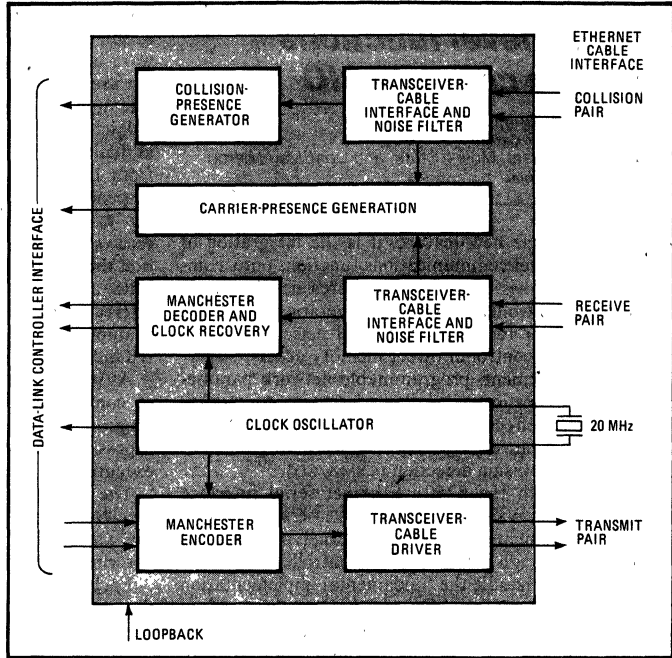 ETHERNET
CABLE
INTERFACE
COLLISION-
PRESENCE
GENERATOR
TRANSCEIVER-
CABLE
INTERFACE AND
NOISE FILTER
COLLISION
PAIR
CARRIER-PRESENCE GENERATION
DATA-LINK CONTROLLER INTERFACE
MANCHESTER
DECODER AND
CLOCK RECOVERY
TRANSCEIVER-
CABLE
INTERFACE AND
NOISE FILTER
RECEIVE
PAIR
CLOCK OSCILLATOR
20 MHz
MANCHESTER
ENCODER
TRANSCEIVER-
CABLE
DRIVER
TRANSMIT
PAIR
LOOPBACK